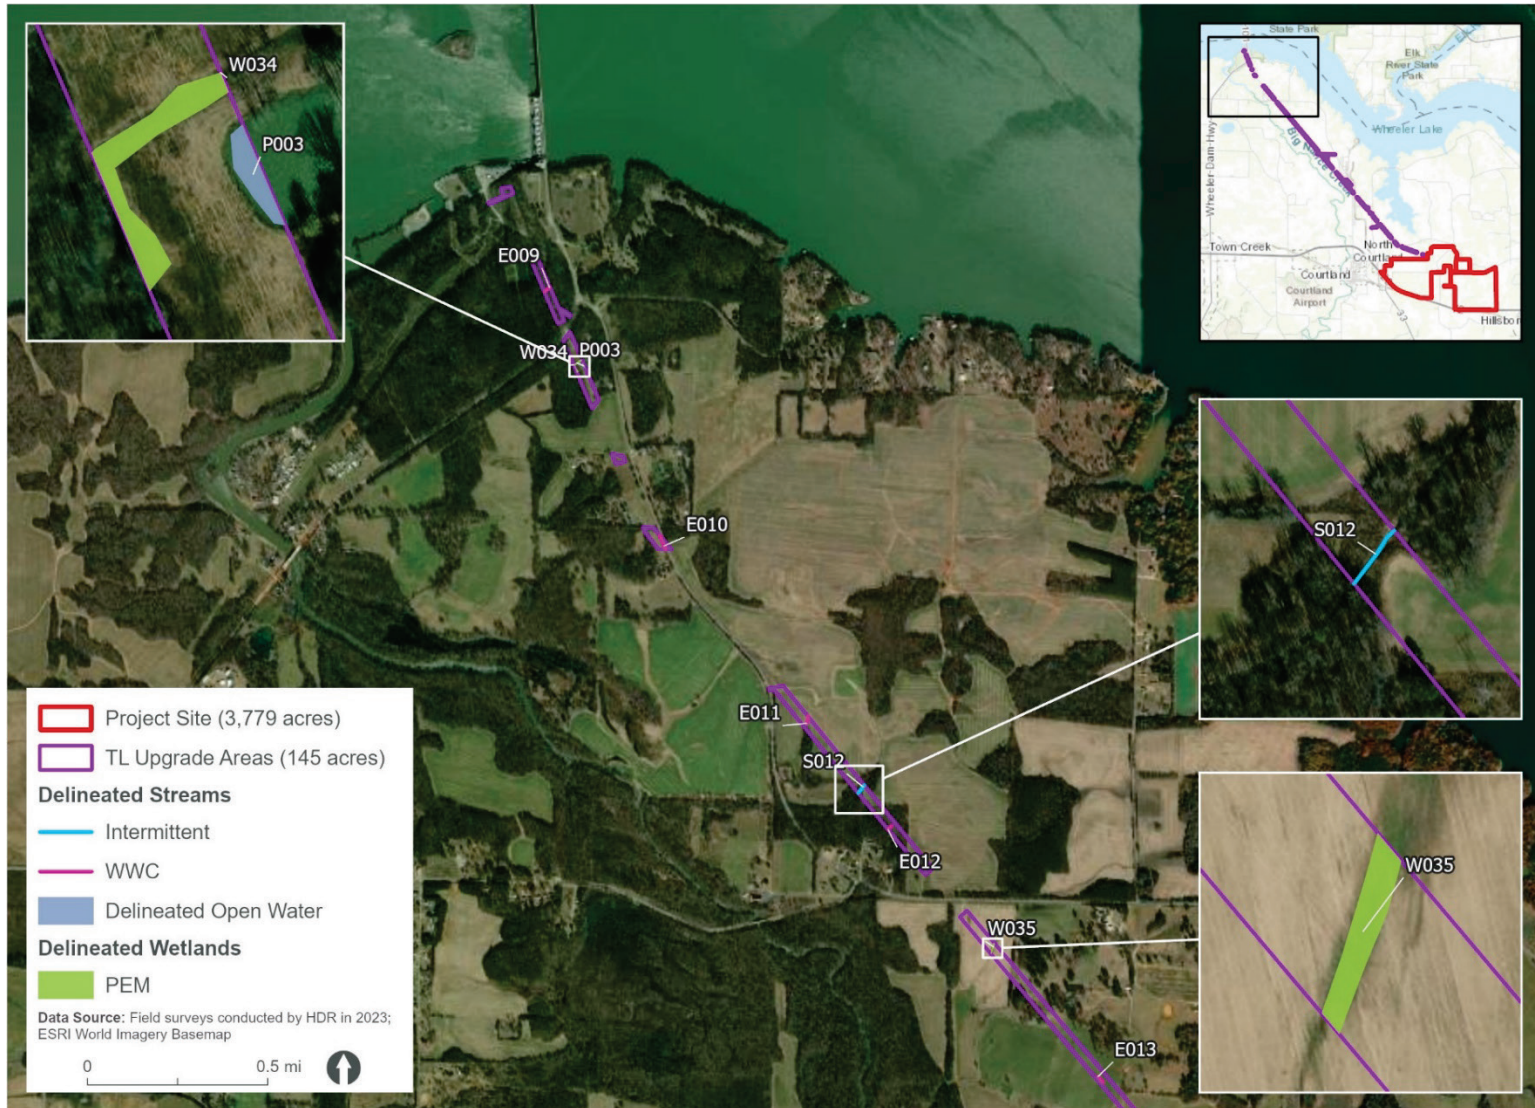 W034
P003
E009
W034
P003
E010
E011
S012
E012
W035
E013
State Park
Elk
River State
Park
Wheeler Lake
Wheeler-Dam-Hwy
Town Creek
North
Courtland
Courtland
Courtland
Airport
33
Hillsbor
S012
W035
Project Site (3,779 acres)
TL Upgrade Areas (145 acres)
Delineated Streams
Intermittent
WWC
Delineated Open Water
Delineated Wetlands
PEM
Data Source: Field surveys conducted by HDR in 2023;
ESRI World Imagery Basemap
0 0.5 mi